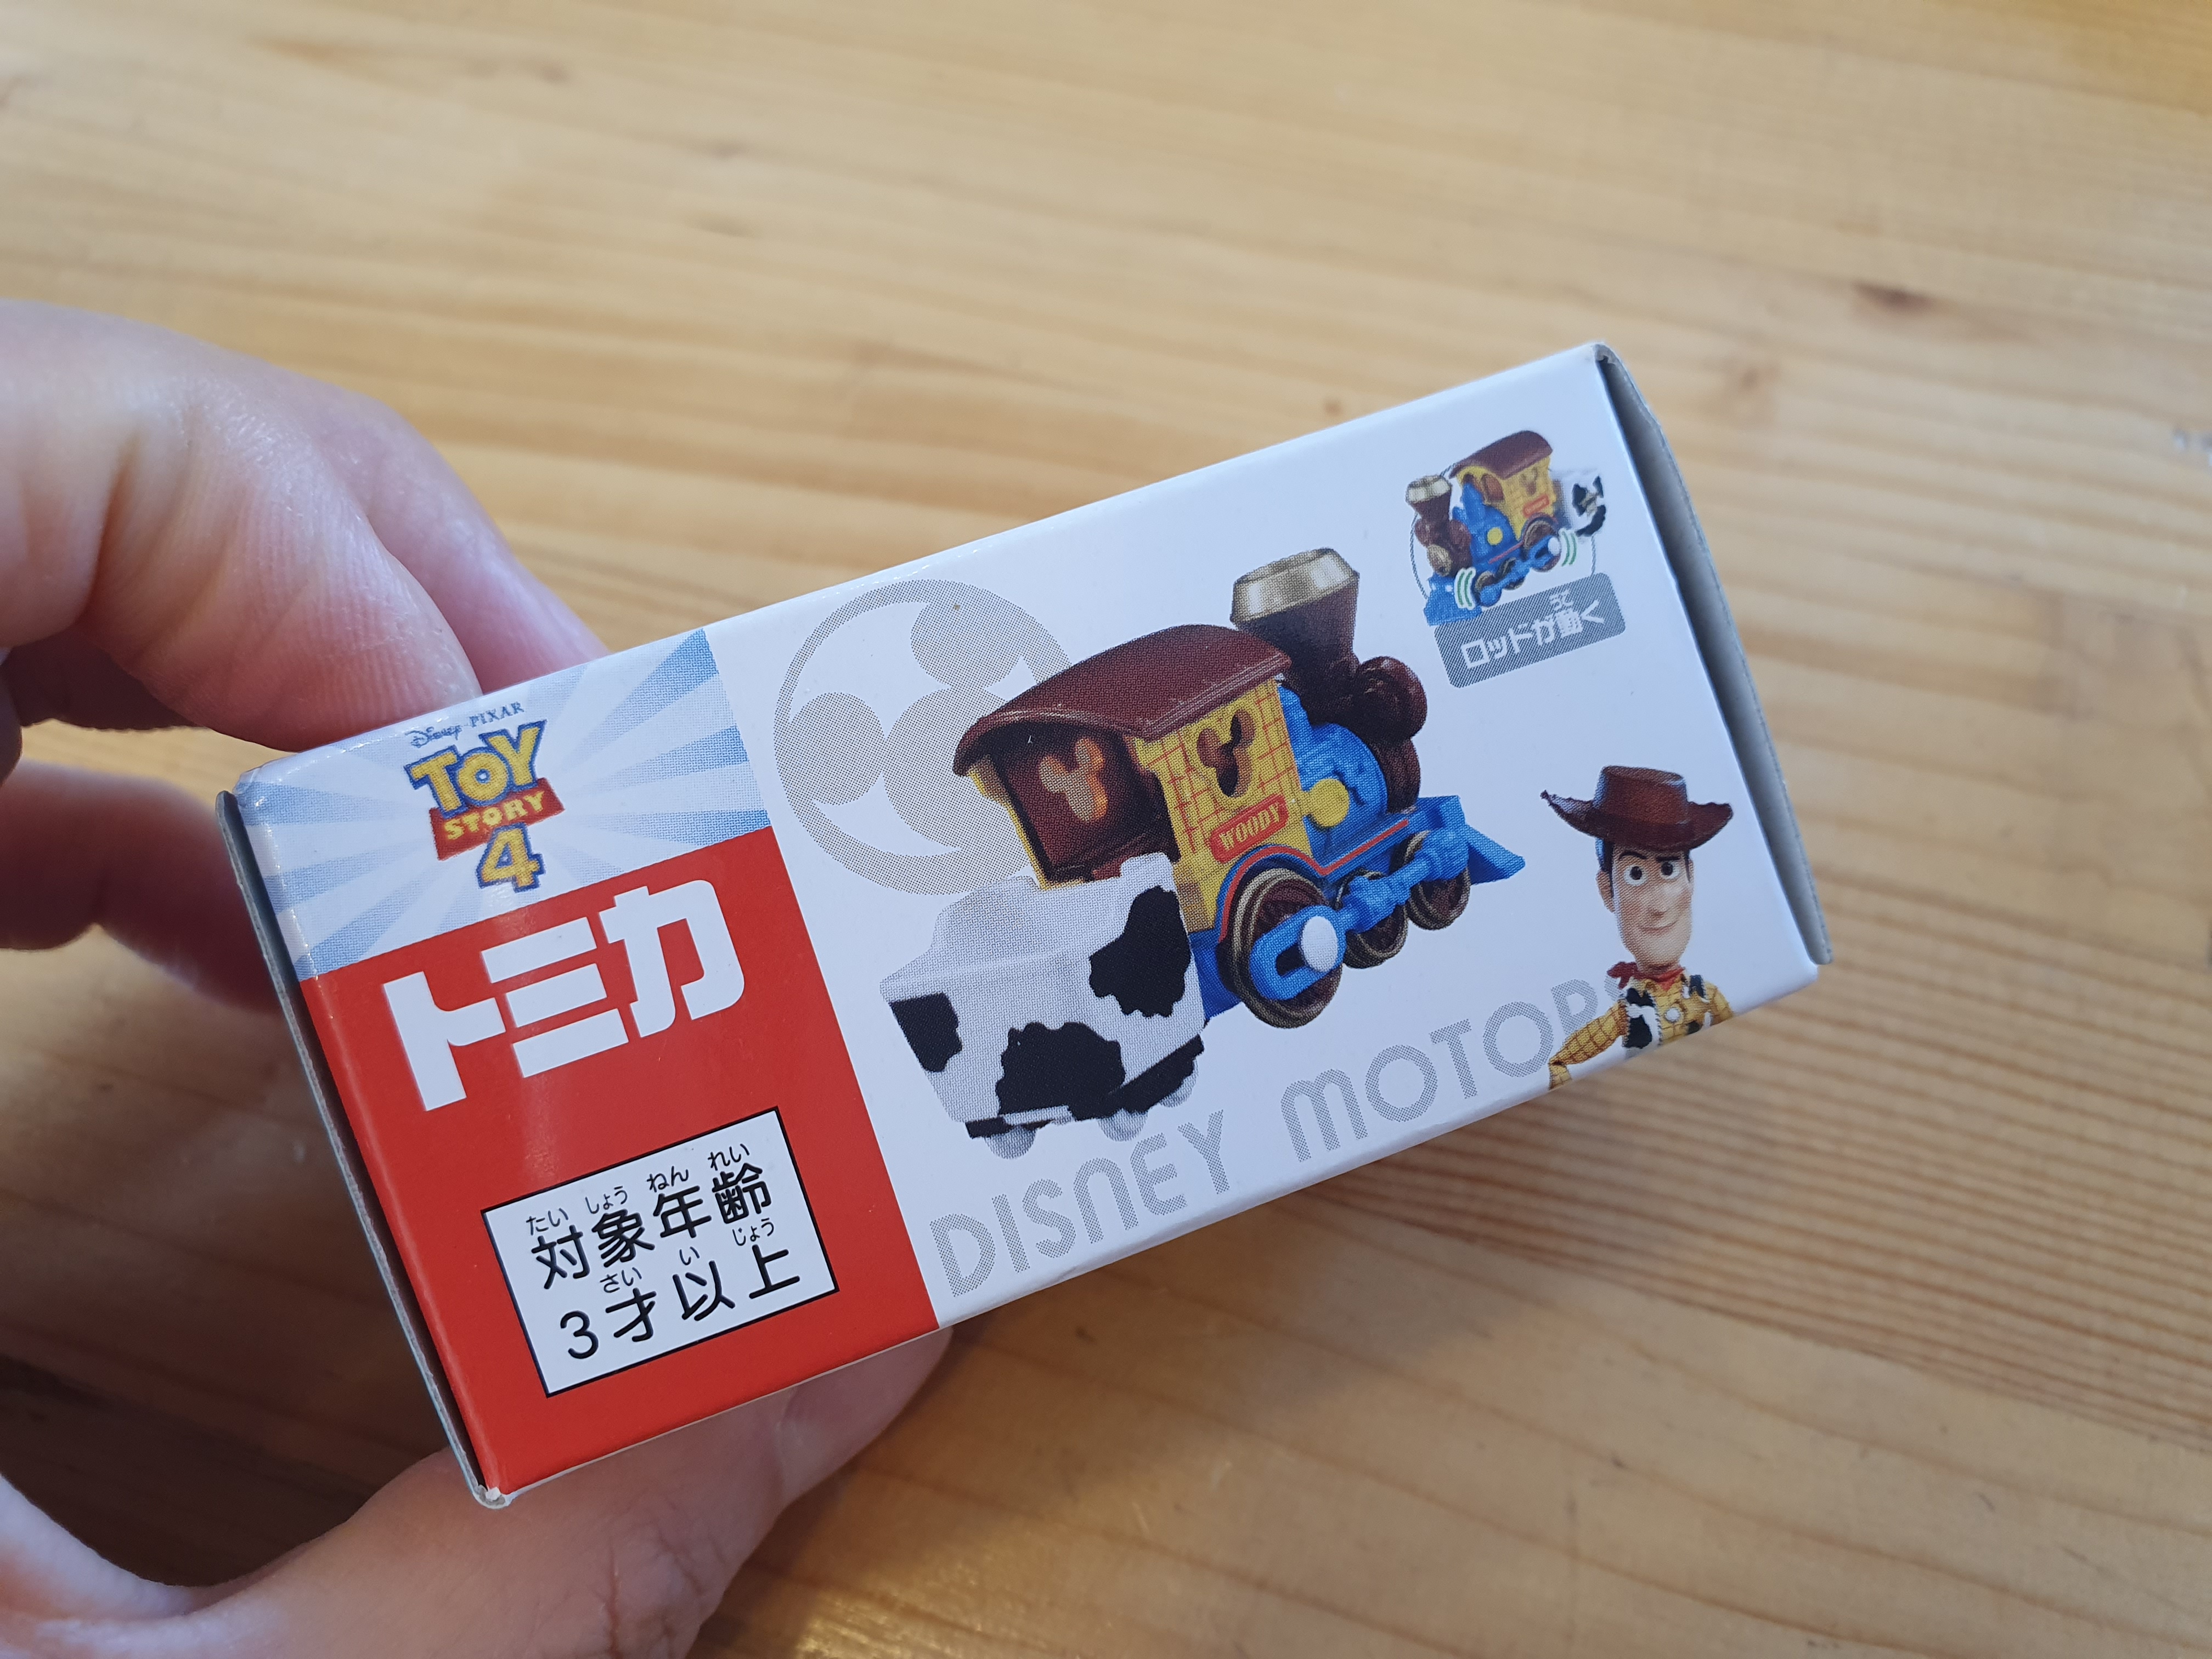 Disney · PIXAR
TOY
STORY
4
トミカ
たい しょう ねん れい
対象年齢
さい い じょう
3才以上
WOODY
ロッドが動く
DISNEY MOTORS